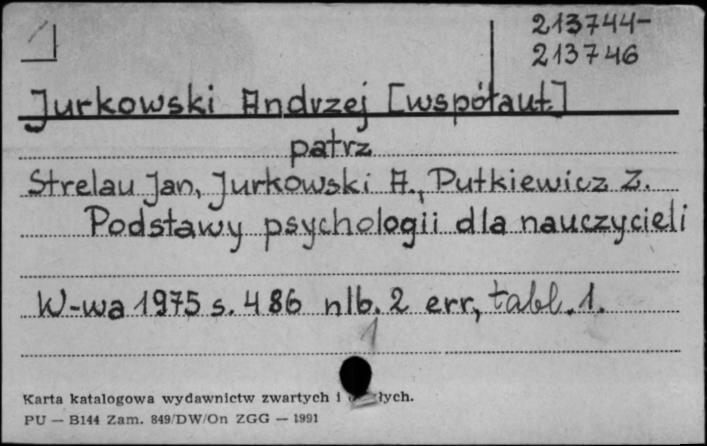 213744-
213746
Jurkowski Andrzej [współaut.]
patrz
Strelau Jan, Jurkowski A., Putkiewicz Z.
Podstawy psychologii dla nauczycieli
W-wa 1975 s. 486 nlb. 2 err, tabl. 1.
1
Karta katalogowa wydawnictw zwartych i
PU — B144 Zam. 849/DW/On ZGG — 1991